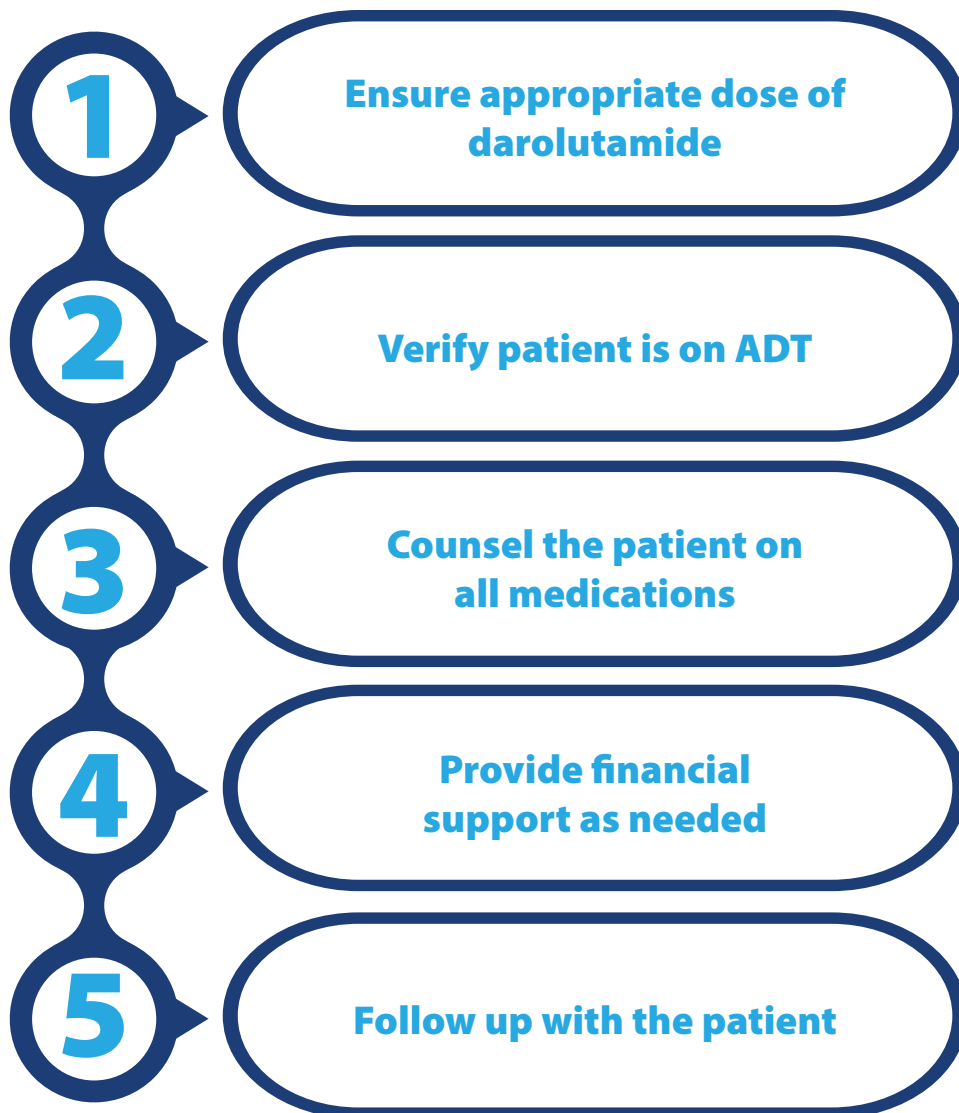 1
Ensure appropriate dose of
darolutamide
2
Verify patient is on ADT
3
Counsel the patient on
all medications
4
Provide financial
support as needed
5
Follow up with the patient